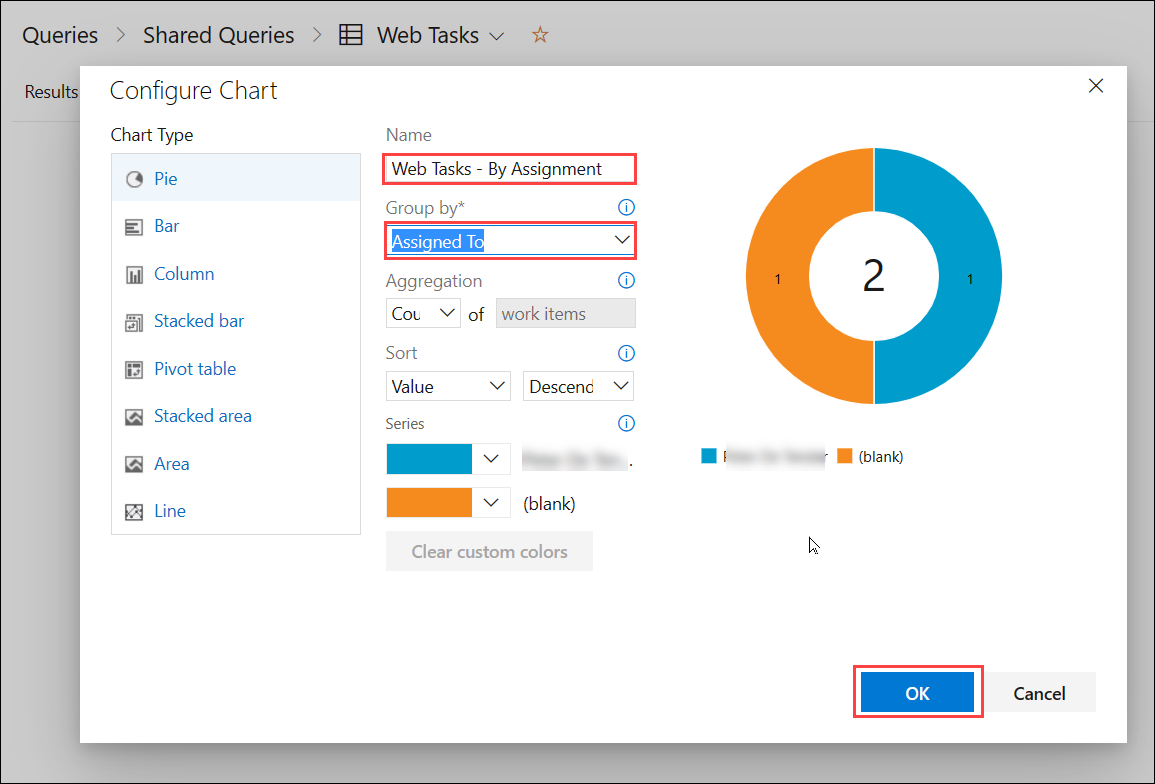 Queries > Shared Queries > Web Tasks
Results
Configure Chart
Chart Type
Pie
Bar
Column
Stacked bar
Pivot table
Stacked area
Area
Line
Name
Web Tasks - By Assignment
Group by*
Assigned To
Aggregation
Cou of work items
Sort
Value Descend
Series
(blank)
Clear custom colors
1 2 1
(blank)
OK Cancel